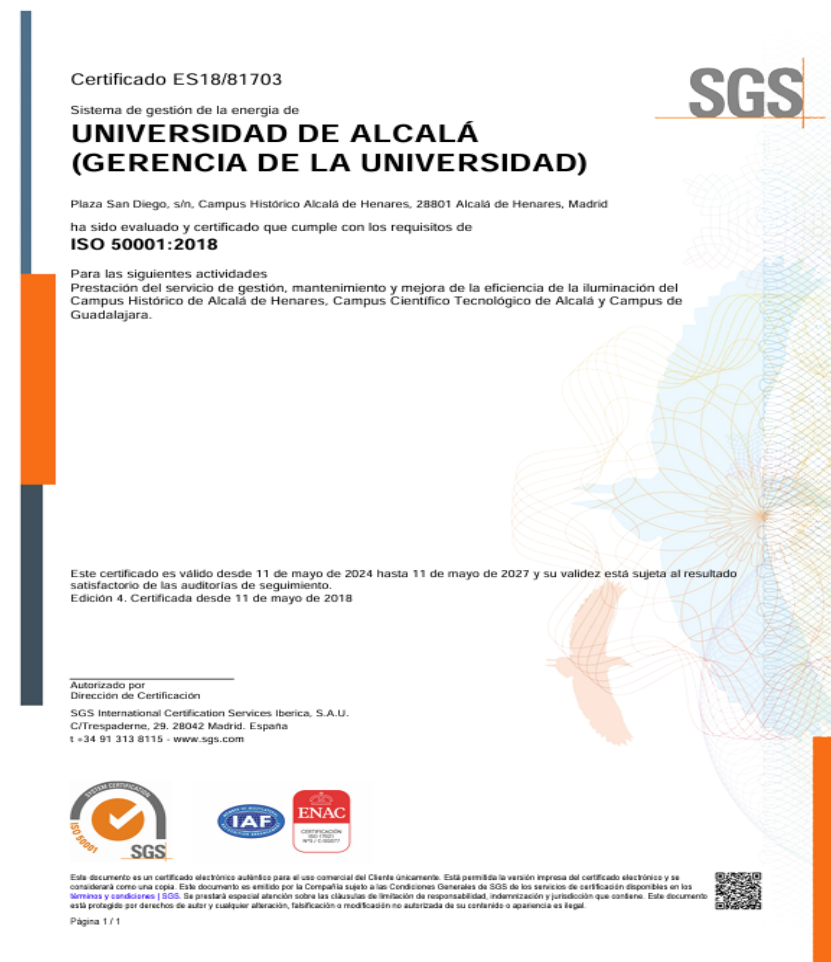 SGS
Certificado ES18/81703
Sistema de gestión de la energia de
UNIVERSIDAD DE ALCALÁ
(GERENCIA DE LA UNIVERSIDAD)
Plaza San Diego, s/n, Campus Histórico Alcalá de Henares, 28801 Alcalá de Henares, Madrid
ha sido evaluado y certificado que cumple con los requisitos de
ISO 50001:2018
Para las siguientes actividades
Prestación del servicio de gestión, mantenimiento y mejora de la eficiencia de la iluminación del
Campus Histórico de Alcalá de Henares, Campus Científico Tecnológico de Alcalá y Campus de
Guadalajara.
Este certificado es válido desde 11 de mayo de 2024 hasta 11 de mayo de 2027 y su validez está sujeta al resultado
satisfactorio de las auditorías de seguimiento.
Edición 4. Certificada desde 11 de mayo de 2018
Autorizado por
Dirección de Certificación
SGS International Certification Services Iberica, S.A.U.
C/Trespaderne, 29. 28042 Madrid. España
t +34 91 313 8115 - www.sgs.com
SYSTEM CERTIFICATION
ISO 50001
SGS
IAF
ENAC
CERTIFICACIÓN
Este documento es un certificado electrónico auténtico para el uso comercial del Cliente únicamente. Está permitida la versión impresa del certificado electrónico y se
considerará como una copia. Este documento es emitido por la Compañía sujeto a las Condiciones Generales de SGS de los servicios de certificación disponibles en los
términos y condiciones | SGS. Se prestará especial atención sobre las cláusulas de limitación de responsabilidad, indemnización y jurisdicción que contiene. Este documento
está protegido por derechos de autor y cualquier alteración, falsificación o modificación no autorizada de su contenido o apariencia es ilegal.
Página 1 / 1